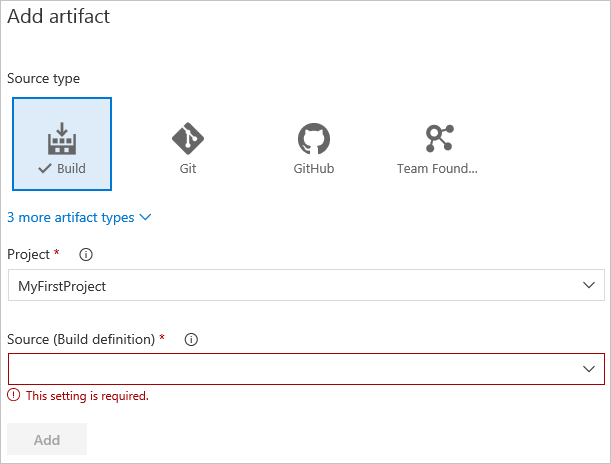 Add artifact
Source type
Build
Git
GitHub
Team Found...
3 more artifact types
Project *
MyFirstProject
Source (Build definition) *
This setting is required.
Add